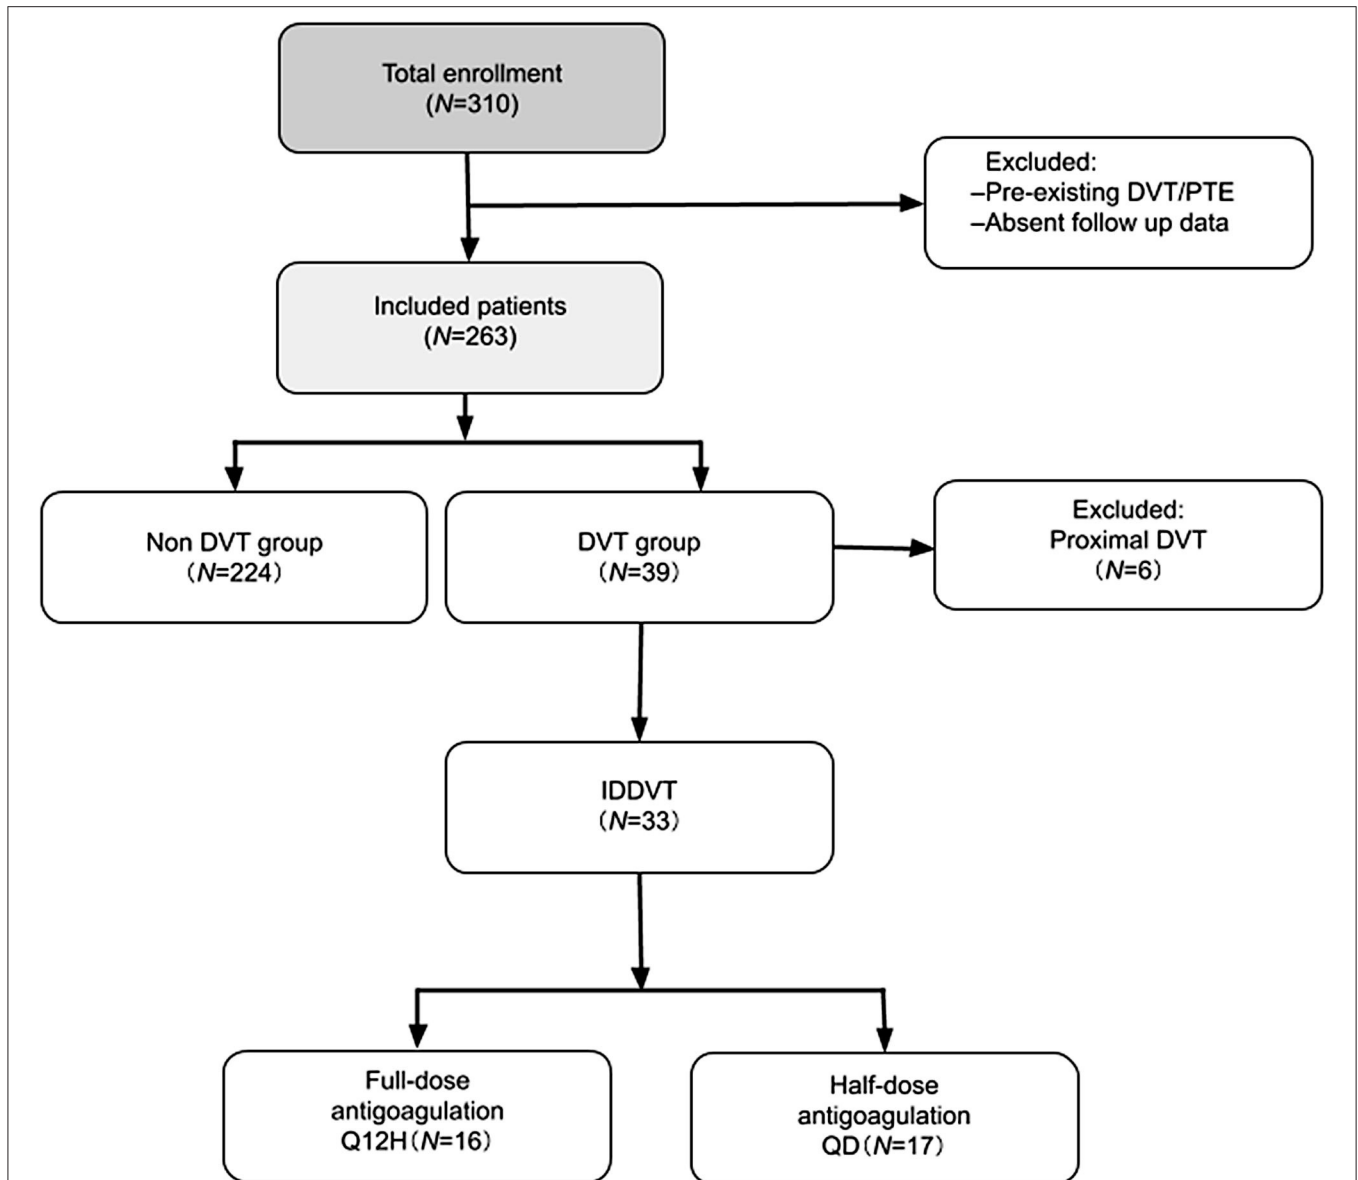 Total enrollment
(N=310)
Excluded:
–Pre-existing DVT/PTE
–Absent follow up data
Included patients
(N=263)
Non DVT group
（N=224）
DVT group
（N=39）
Excluded:
Proximal DVT
（N=6）
IDDVT
（N=33）
Full-dose
antigoagulation
Q12H（N=16）
Half-dose
antigoagulation
QD（N=17）